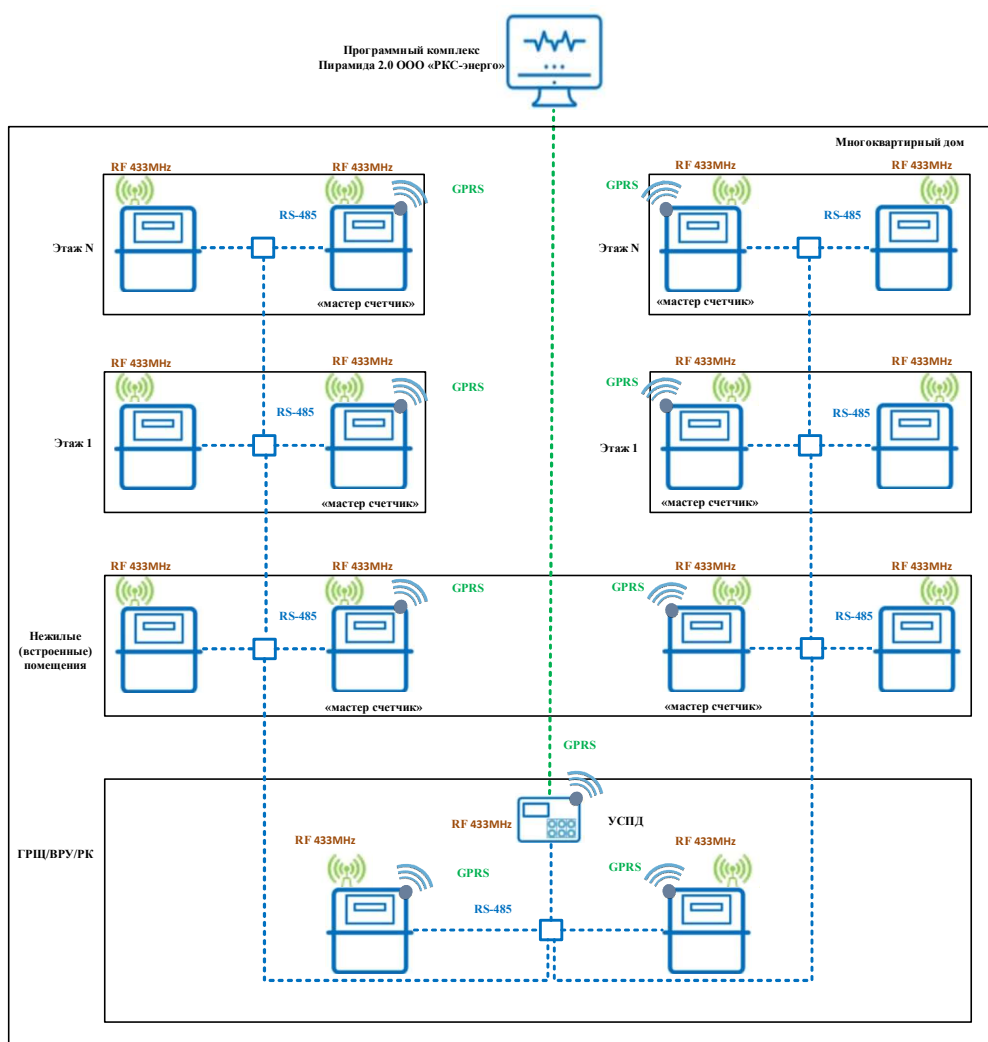 Программный комплекс
Пирамида 2.0 ООО «РКС-энерго»
Многоквартирный дом
RF 433MHz
RF 433MHz
GPRS
GPRS
RF 433MHz
RF 433MHz
RS-485
RS-485
Этаж N
Этаж N
«мастер счетчик»
«мастер счетчик»
RF 433MHz
RF 433MHz
GPRS
GPRS
RF 433MHz
RF 433MHz
RS-485
RS-485
Этаж 1
Этаж 1
«мастер счетчик»
«мастер счетчик»
RF 433MHz
RF 433MHz
GPRS
GPRS
RF 433MHz
RF 433MHz
RS-485
RS-485
Нежилые
(встроенные)
помещения
«мастер счетчик»
«мастер счетчик»
GPRS
RF 433MHz
УСПД
RF 433MHz
RF 433MHz
ГРЩ/ВРУ/РК
GPRS
GPRS
RS-485